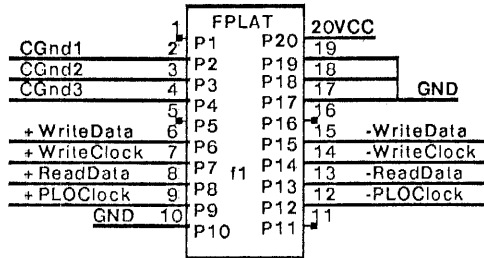 FPLAT
1 P1 P20 20 VCC
CGnd1 2 P2 P19 19
CGnd2 3 P3 P18 18
CGnd3 4 P4 P17 17 GND
5 P5 P16 16
+WriteData 6 P6 P15 15 -WriteData
+WriteClock 7 P7 P14 14 -WriteClock
+ReadData 8 P8 f1 P13 13 -ReadData
+PLOClock 9 P9 P12 12 -PLOClock
GND 10 P10 P11 11